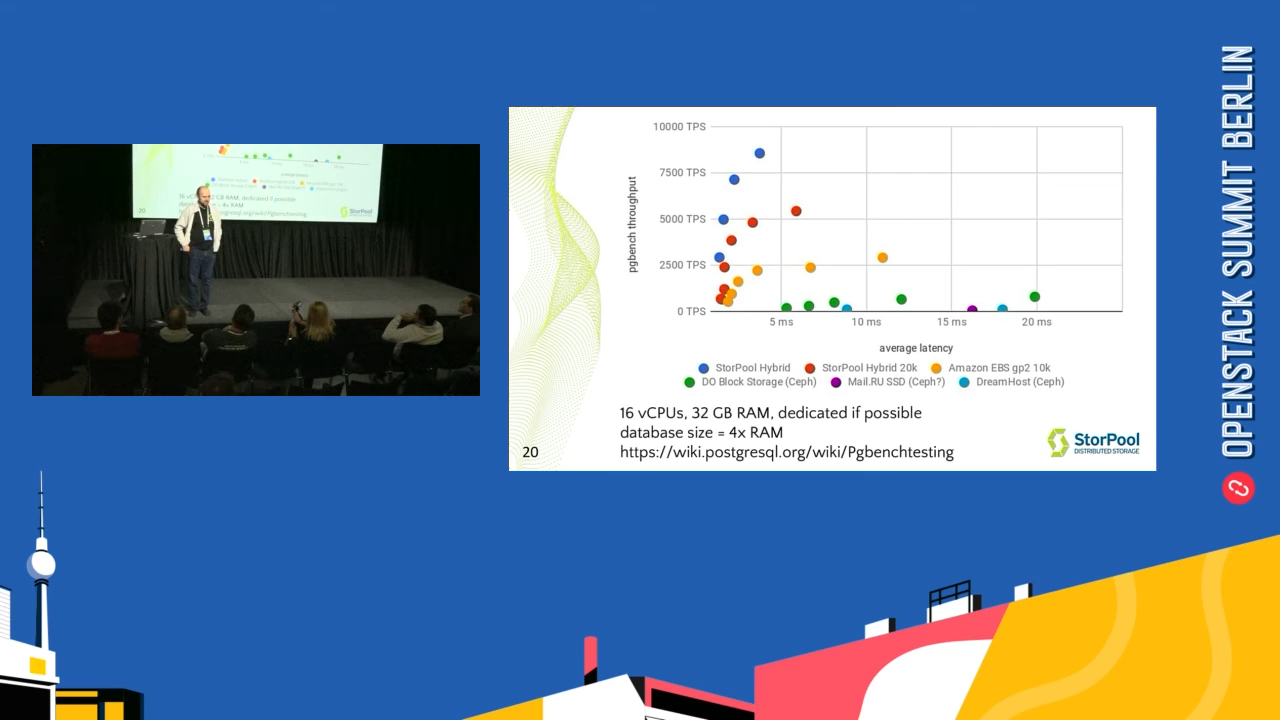 OPENSTACK SUMMIT BERLIN
10000 TPS
7500 TPS
5000 TPS
2500 TPS
0 TPS
pgbench throughput
5 ms
10 ms
15 ms
20 ms
average latency
StorPool Hybrid
StorPool Hybrid 20k
Amazon EBS gp2 10k
DO Block Storage (Ceph)
Mail.RU SSD (Ceph?)
DreamHost (Ceph)
16 vCPUs, 32 GB RAM, dedicated if possible
database size = 4x RAM
https://wiki.postgresql.org/wiki/Pgbenchtesting
20
StorPool
DISTRIBUTED STORAGE
20
StorPool